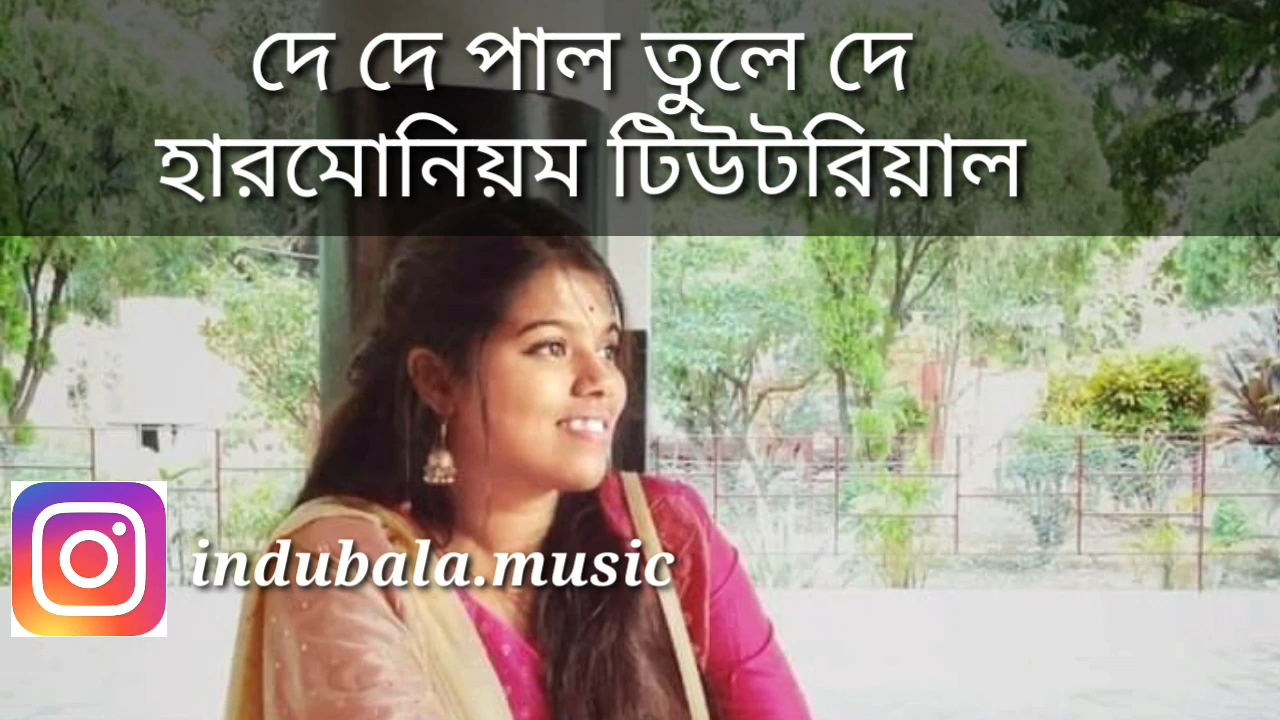 দে দে পাল তুলে দে
হারমোনিয়ম টিউটরিয়াল
indubala.music